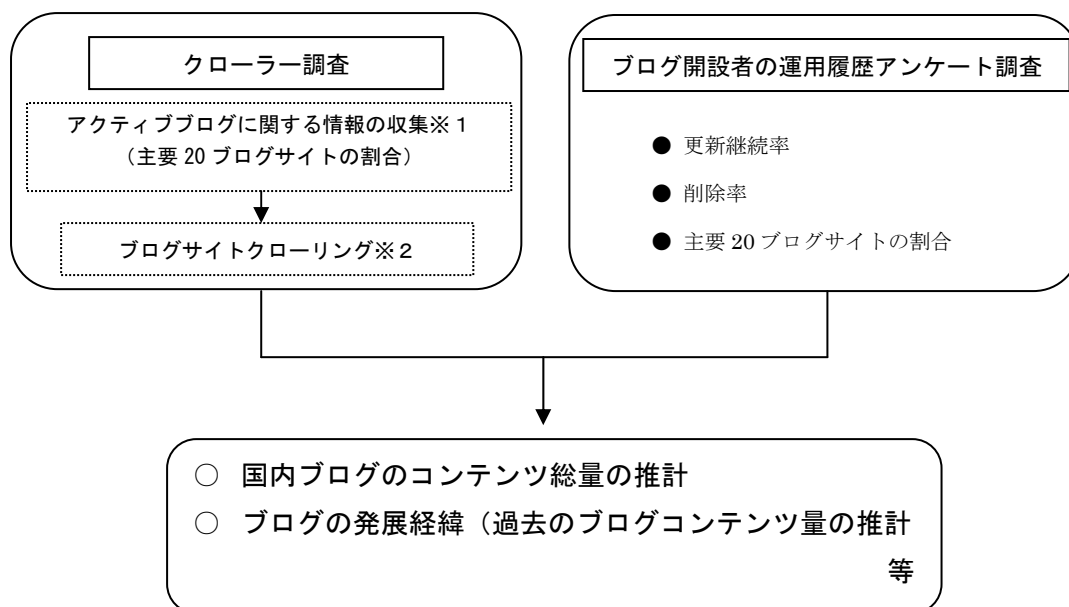 クローラー調査
アクティブブログに関する情報の収集※１
（主要 20 ブログサイトの割合）
ブログサイトクローリング※２
ブログ開設者の運用履歴アンケート調査
● 更新継続率
● 削除率
● 主要 20 ブログサイトの割合
○ 国内ブログのコンテンツ総量の推計
○ ブログの発展経緯（過去のブログコンテンツ量の推計
等